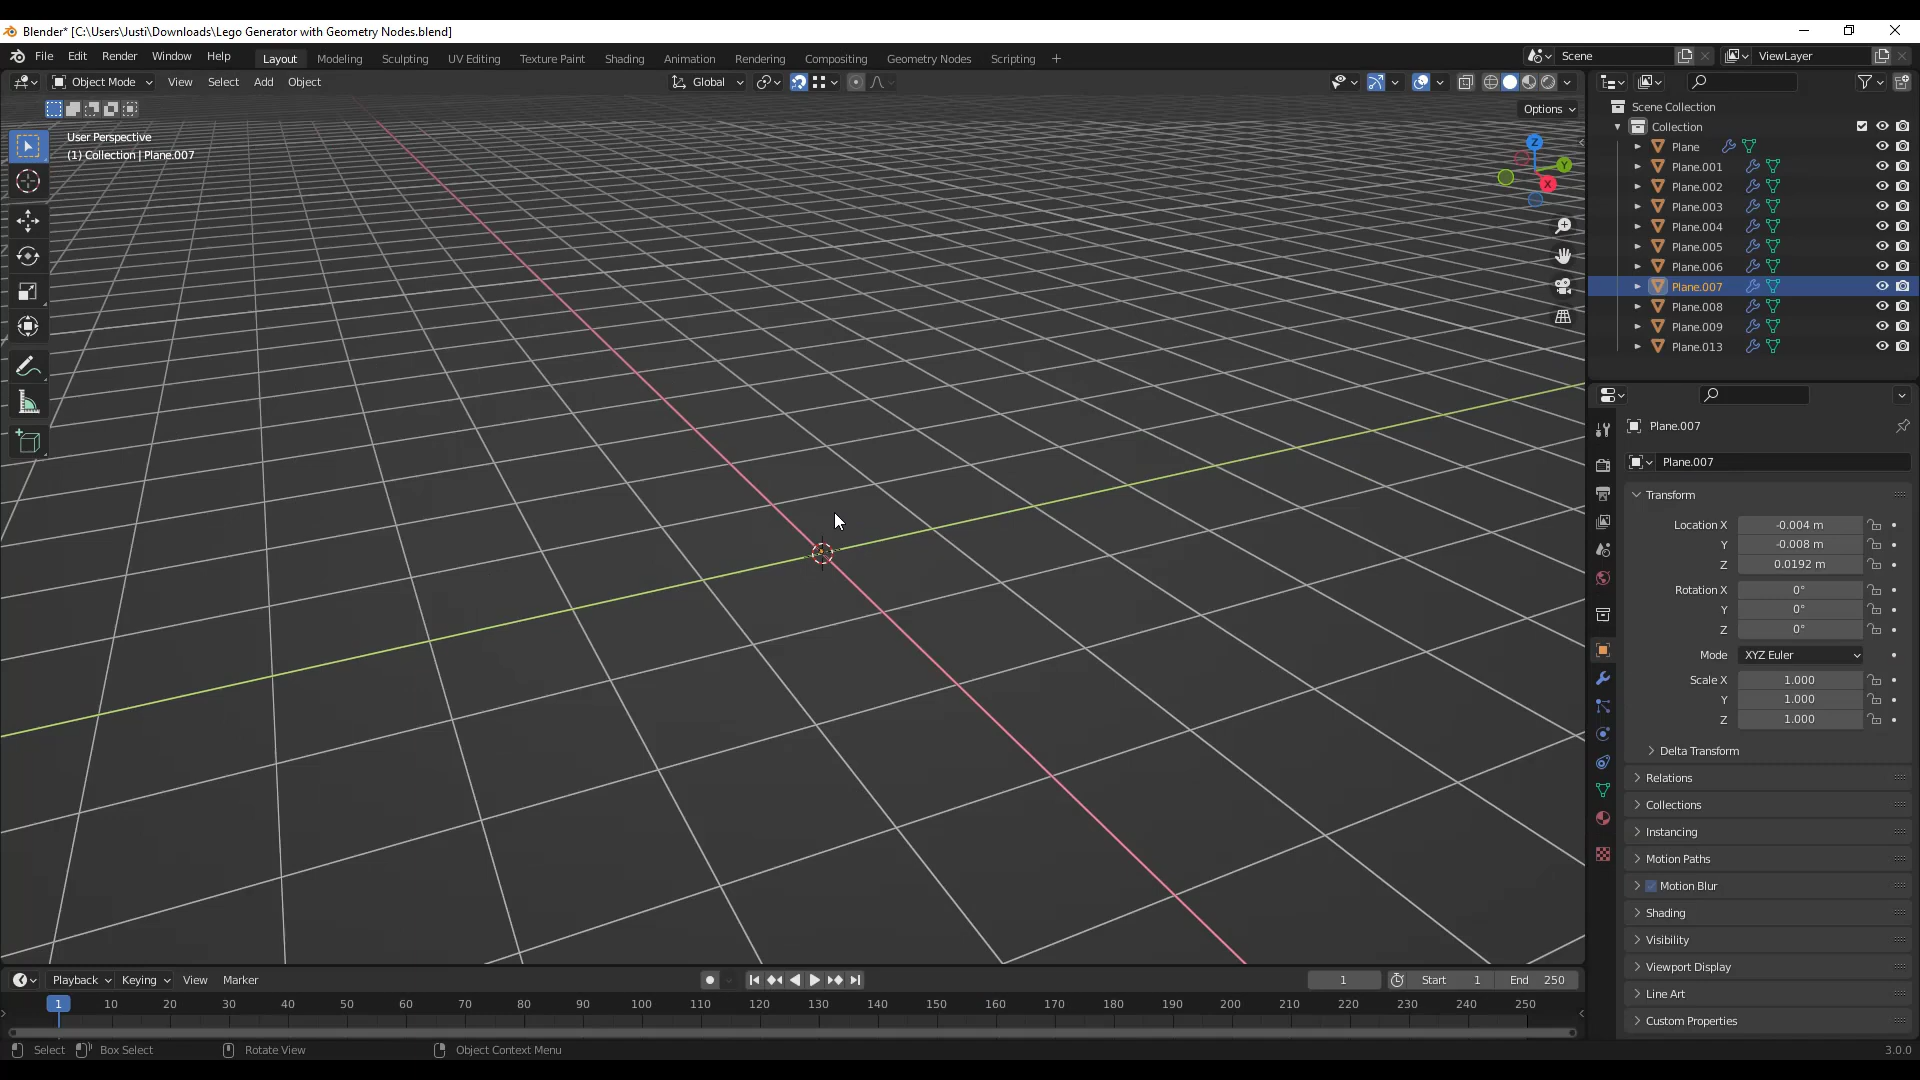 Blender* [C:\Users\Justi\Downloads\Lego Generator with Geometry Nodes.blend]
File Edit Render Window Help Layout Modeling Sculpting UV Editing Texture Paint Shading Animation Rendering Compositing Geometry Nodes Scripting + Scene ViewLayer
Object Mode View Select Add Object Global
Options
User Perspective
(1) Collection | Plane.007
Z
Y
X
Scene Collection
Collection
Plane
Plane.001
Plane.002
Plane.003
Plane.004
Plane.005
Plane.006
Plane.007
Plane.008
Plane.009
Plane.013
Plane.007
Plane.007
Transform
Location X -0.004 m
Y -0.008 m
Z 0.0192 m
Rotation X 0°
Y 0°
Z 0°
Mode XYZ Euler
Scale X 1.000
Y 1.000
Z 1.000
Delta Transform
Relations
Collections
Instancing
Motion Paths
Motion Blur
Shading
Visibility
Viewport Display
Line Art
Custom Properties
Playback Keying View Marker 1 Start 1 End 250
1 10 20 30 40 50 60 70 80 90 100 110 120 130 140 150 160 170 180 190 200 210 220 230 240 250
Select Box Select Rotate View Object Context Menu 3.0.0